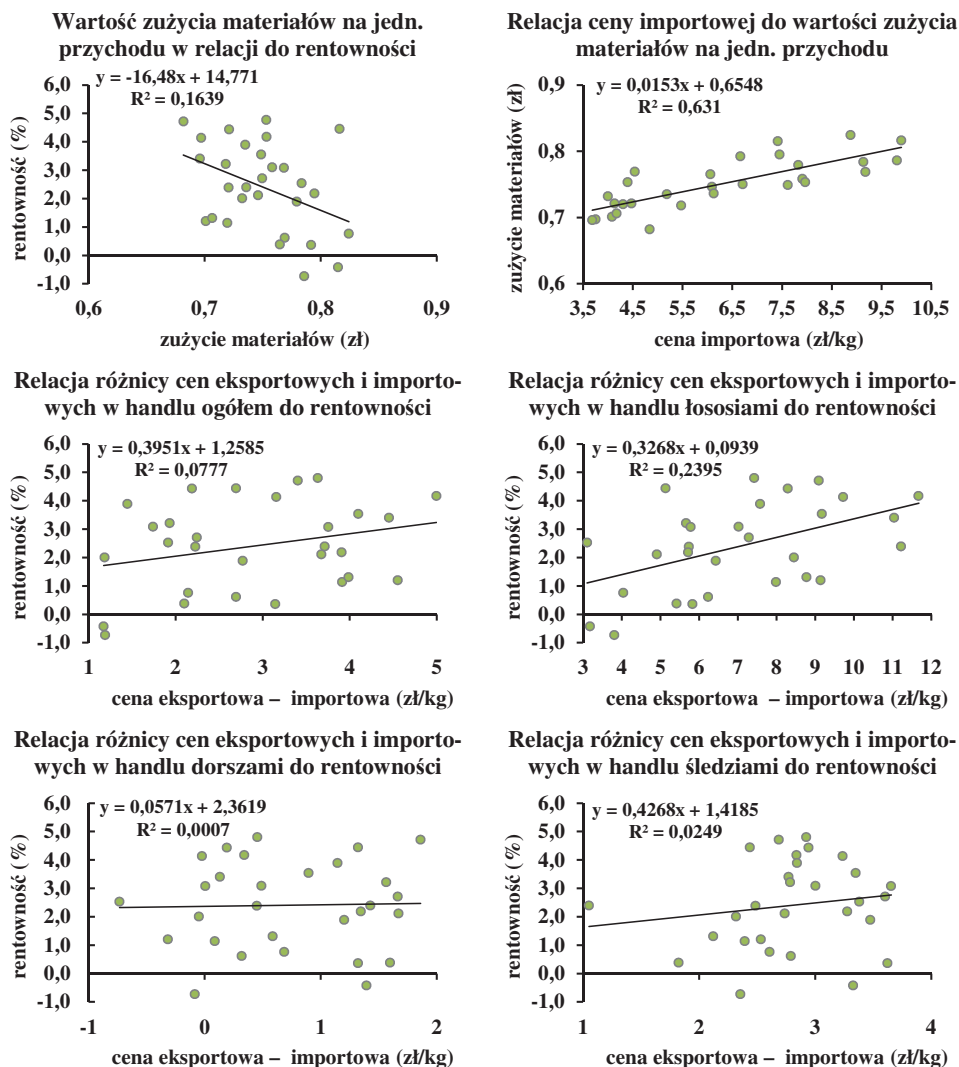 Wartość zużycia materiałów na jedn.
przychodu w relacji do rentowności
y = -16,48x + 14,771
R² = 0,1639
rentowność (%)
6,0
5,0
4,0
3,0
2,0
1,0
0,0
-1,0
0,6 0,7 0,8 0,9
zużycie materiałów (zł)
Relacja ceny importowej do wartości zużycia
materiałów na jedn. przychodu
y = 0,0153x + 0,6548
R² = 0,631
zużycie materiałów (zł)
0,9
0,8
0,7
0,6
3,5 4,5 5,5 6,5 7,5 8,5 9,5 10,5
cena importowa (zł/kg)
Relacja różnicy cen eksportowych i importo-
wych w handlu ogółem do rentowności
y = 0,3951x + 1,2585
R² = 0,0777
rentowność (%)
6,0
5,0
4,0
3,0
2,0
1,0
0,0
-1,0
1 2 3 4 5
cena eksportowa – importowa (zł/kg)
Relacja różnicy cen eksportowych i importo-
wych w handlu łososiami do rentowności
y = 0,3268x + 0,0939
R² = 0,2395
rentowność (%)
6,0
5,0
4,0
3,0
2,0
1,0
0,0
-1,0
3 4 5 6 7 8 9 10 11 12
cena eksportowa – importowa (zł/kg)
Relacja różnicy cen eksportowych i importo-
wych w handlu dorszami do rentowności
y = 0,0571x + 2,3619
R² = 0,0007
rentowność (%)
6,0
5,0
4,0
3,0
2,0
1,0
0,0
-1,0
-1 0 1 2
cena eksportowa – importowa (zł/kg)
Relacja różnicy cen eksportowych i importo-
wych w handlu śledziami do rentowności
y = 0,4268x + 1,4185
R² = 0,0249
rentowność (%)
6,0
5,0
4,0
3,0
2,0
1,0
0,0
-1,0
1 2 3 4
cena eksportowa – importowa (zł/kg)